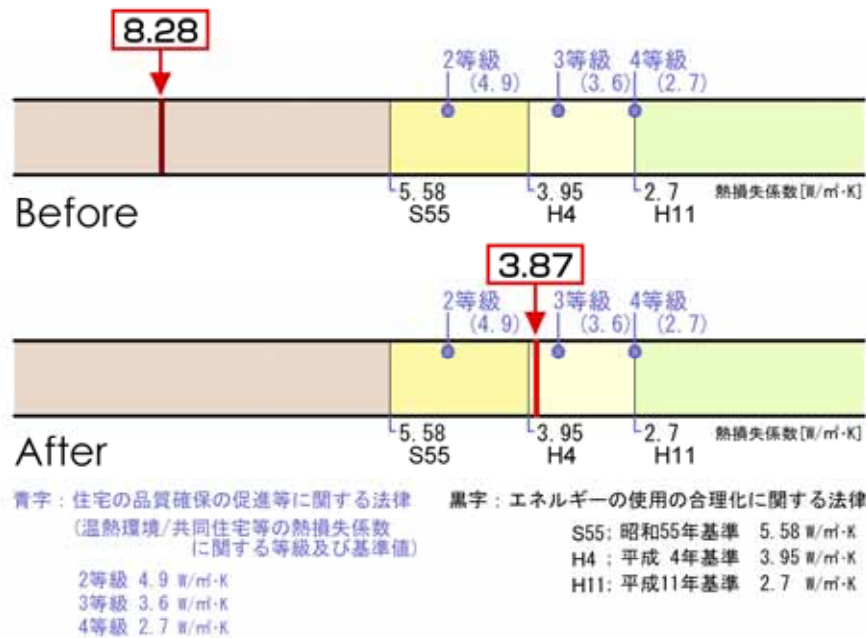 8.28
2等級 3等級 4等級
(4.9) (3.6) (2.7)
5.58 3.95 2.7 熱損失係数[W/㎡·K]
S55 H4 H11
Before
3.87
2等級 3等級 4等級
(4.9) (3.6) (2.7)
5.58 3.95 2.7 熱損失係数[W/㎡·K]
S55 H4 H11
After
青字：住宅の品質確保の促進等に関する法律
(温熱環境/共同住宅等の熱損失係数
に関する等級及び基準値)
2等級 4.9 W/㎡·K
3等級 3.6 W/㎡·K
4等級 2.7 W/㎡·K
黒字：エネルギーの使用の合理化に関する法律
S55: 昭和55年基準 5.58 W/㎡·K
H4 : 平成 4年基準 3.95 W/㎡·K
H11: 平成11年基準 2.7 W/㎡·K